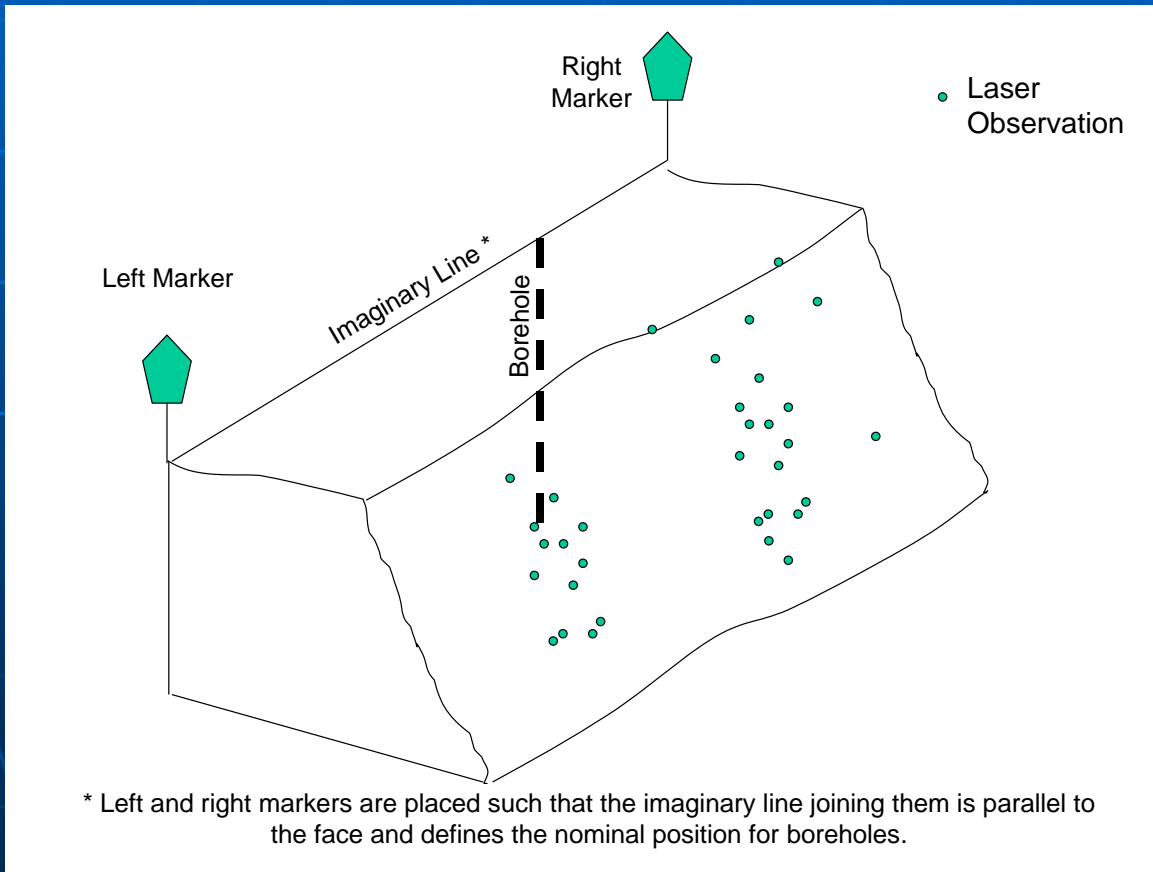 Right
Marker
Laser
Observation
Left Marker
Imaginary Line *
Borehole
* Left and right markers are placed such that the imaginary line joining them is parallel to
the face and defines the nominal position for boreholes.